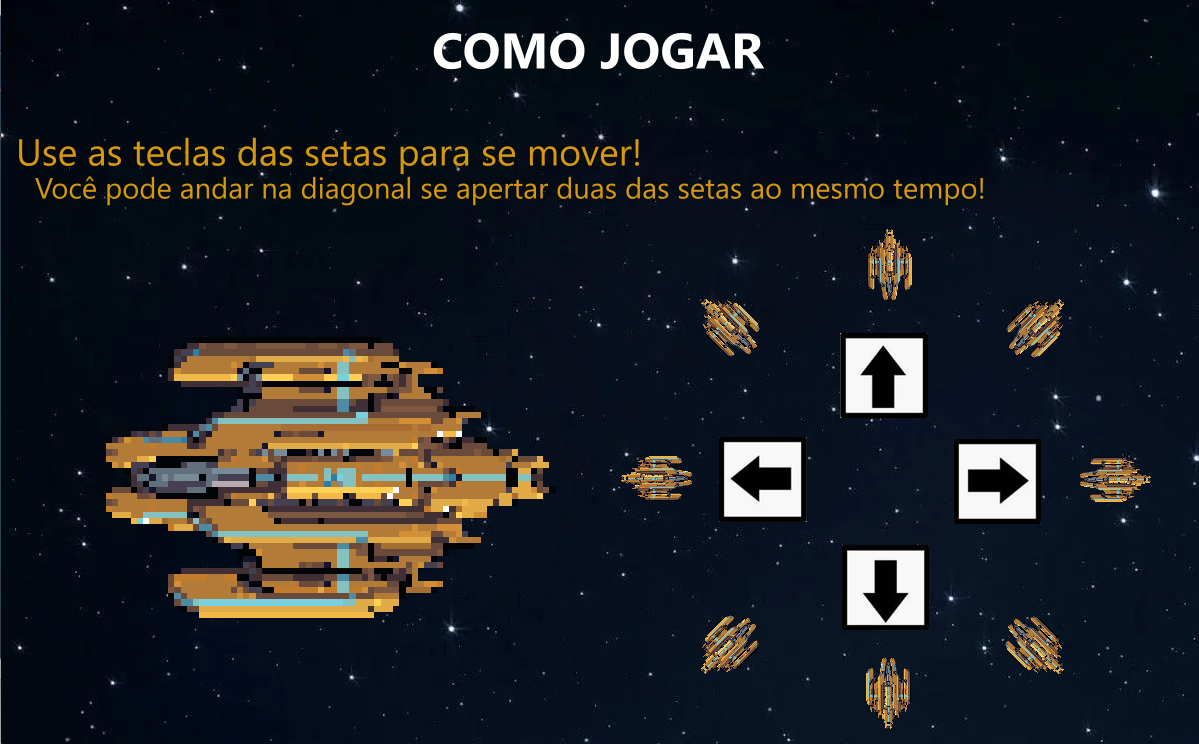 COMO JOGAR
Use as teclas das setas para se mover!
Você pode andar na diagonal se apertar duas das setas ao mesmo tempo!